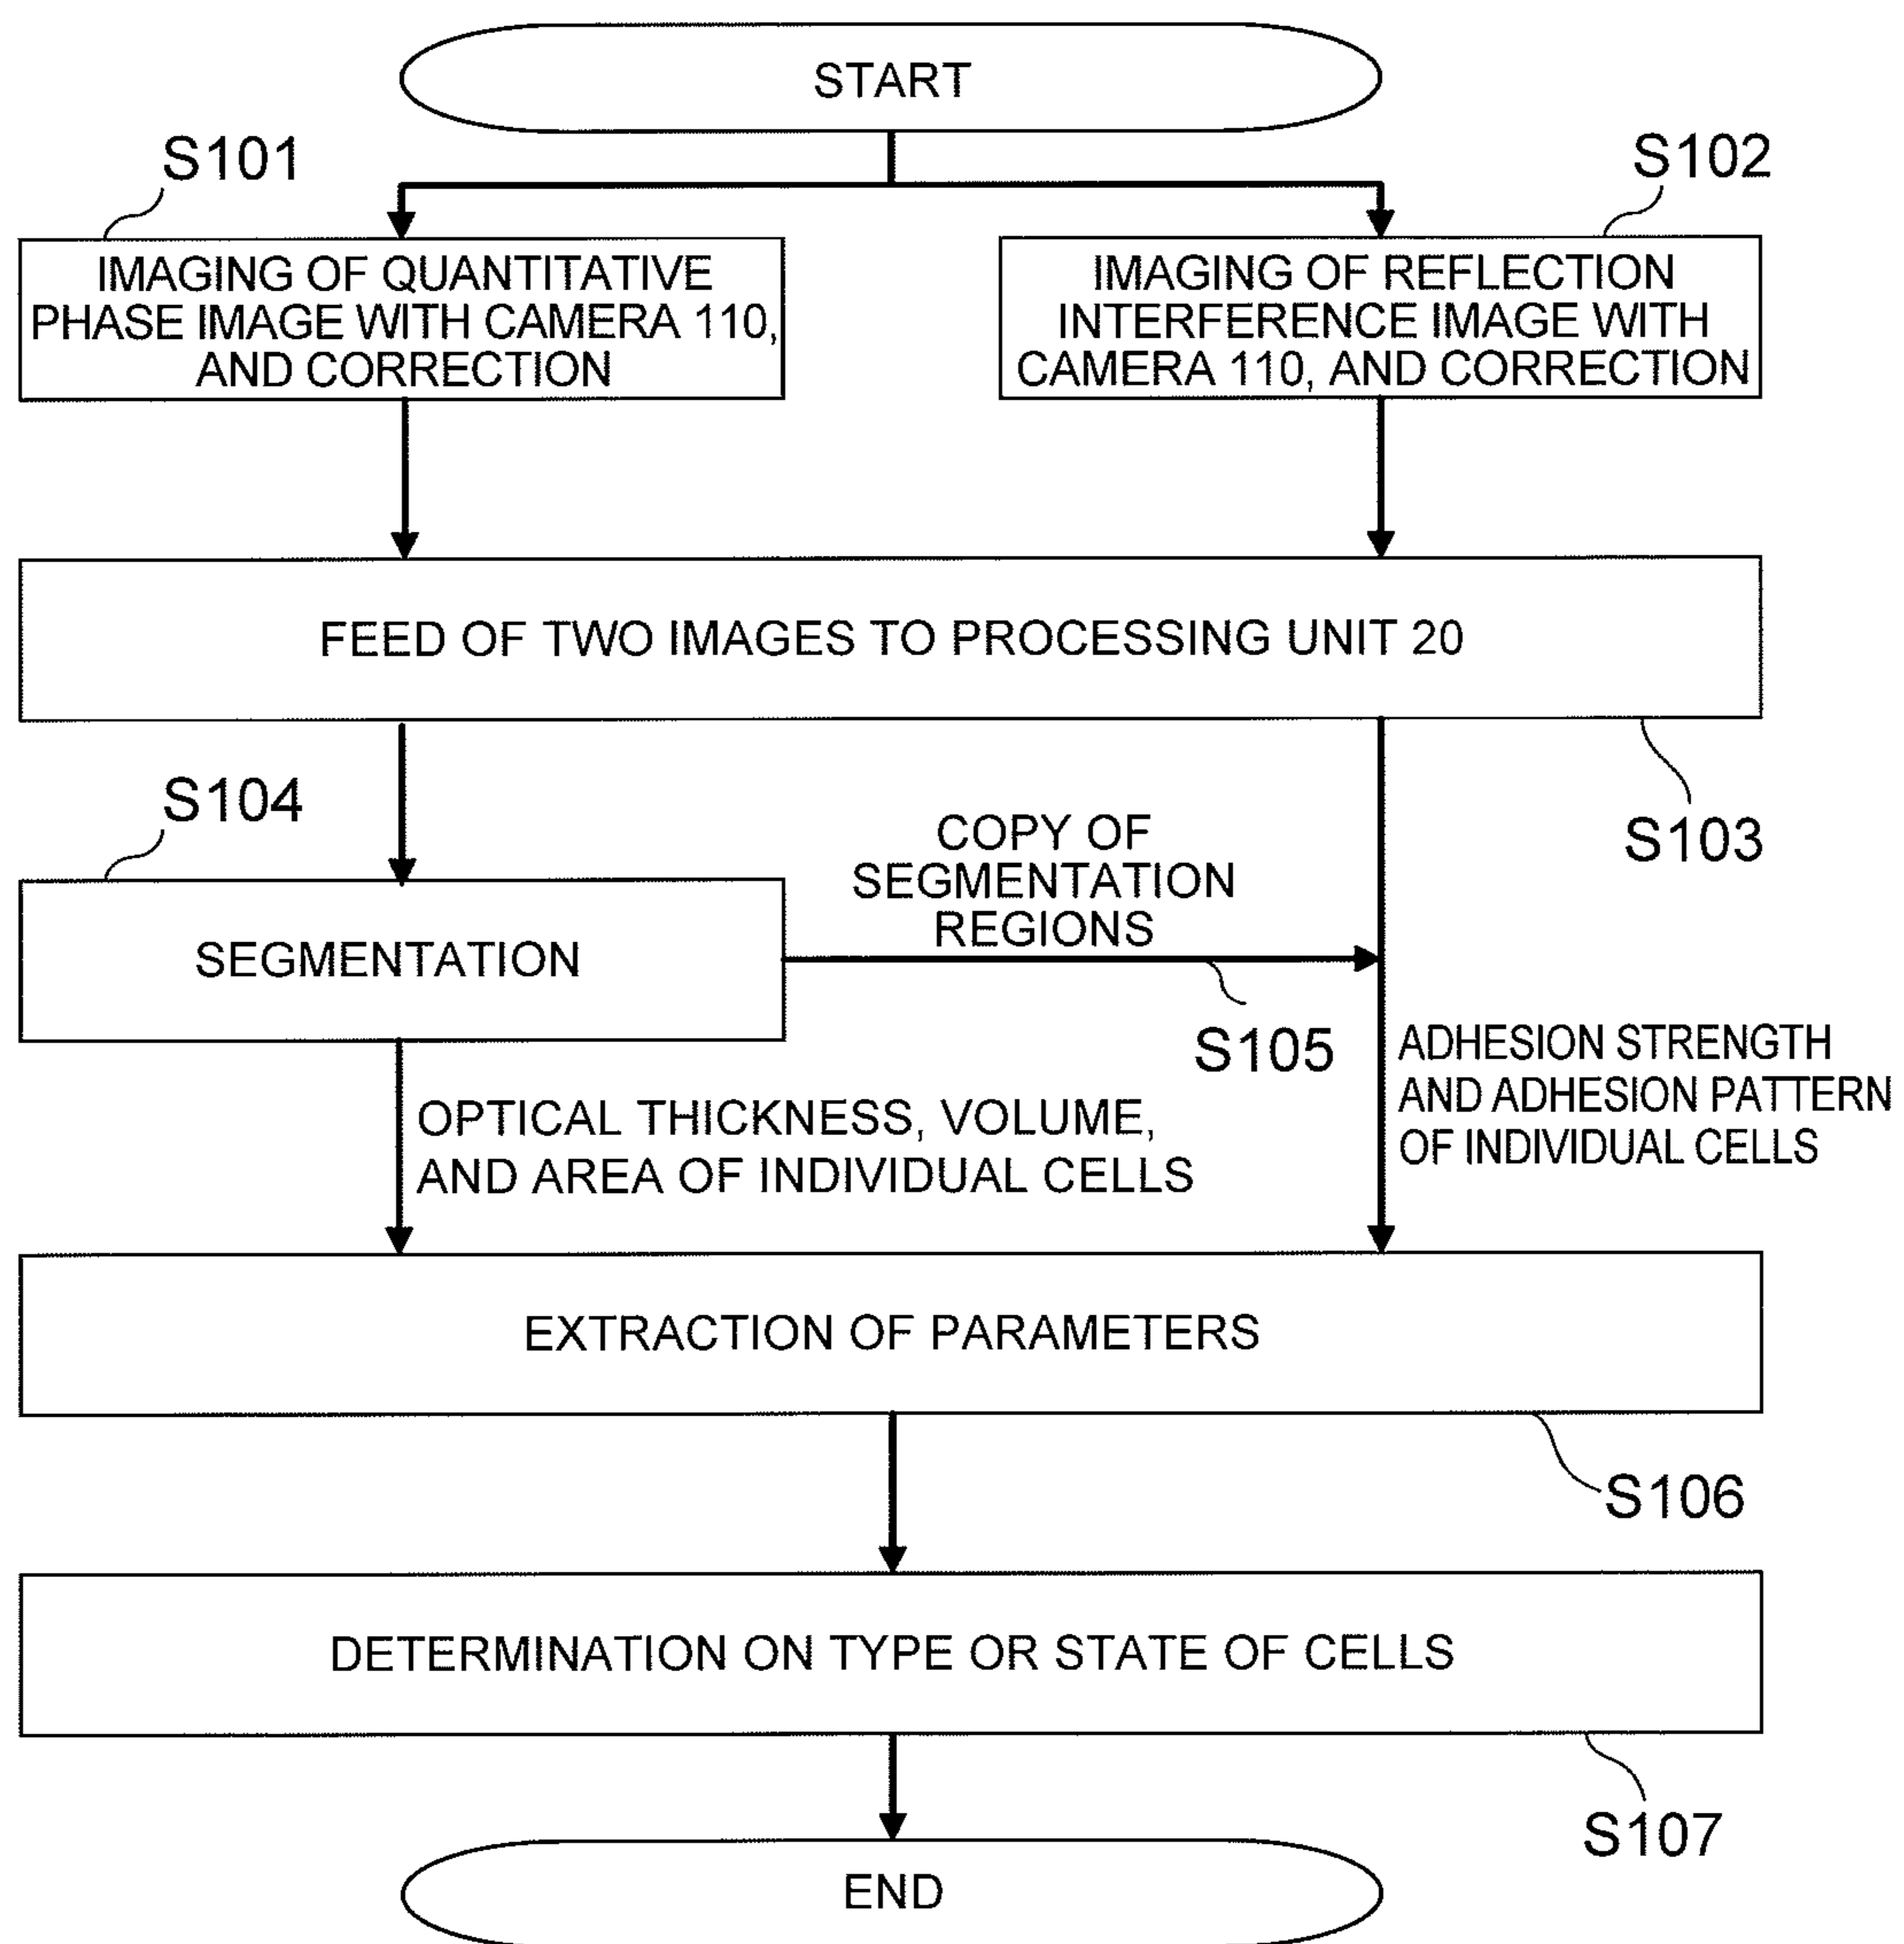 START
S101
S102
IMAGING OF QUANTITATIVE
PHASE IMAGE WITH CAMERA 110,
AND CORRECTION
IMAGING OF REFLECTION
INTERFERENCE IMAGE WITH
CAMERA 110, AND CORRECTION
FEED OF TWO IMAGES TO PROCESSING UNIT 20
S103
S104
SEGMENTATION
COPY OF
SEGMENTATION
REGIONS
S105
OPTICAL THICKNESS, VOLUME,
AND AREA OF INDIVIDUAL CELLS
ADHESION STRENGTH
AND ADHESION PATTERN
OF INDIVIDUAL CELLS
EXTRACTION OF PARAMETERS
S106
DETERMINATION ON TYPE OR STATE OF CELLS
S107
END